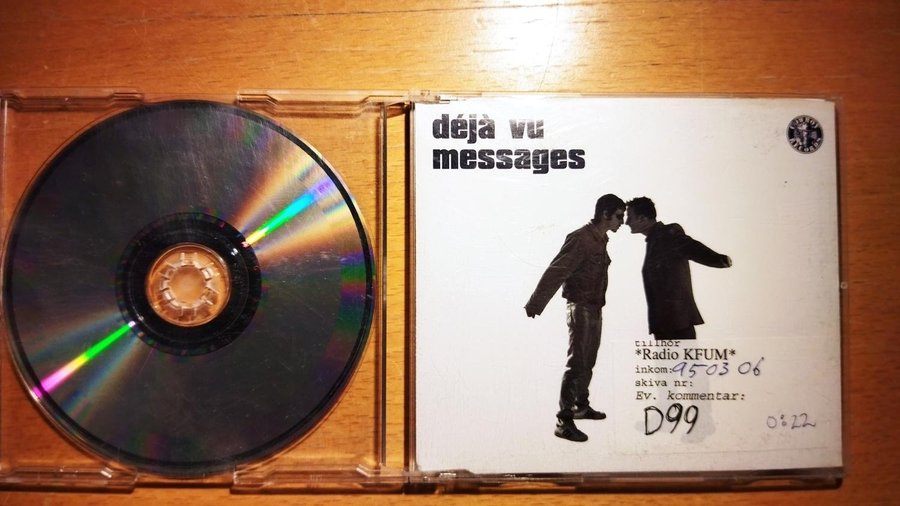 déjà vu
messages
tillhör
*Radio KFUM*
inkom: 95 03 06
skiva nr:
Ev. kommentar:
D99
0:22